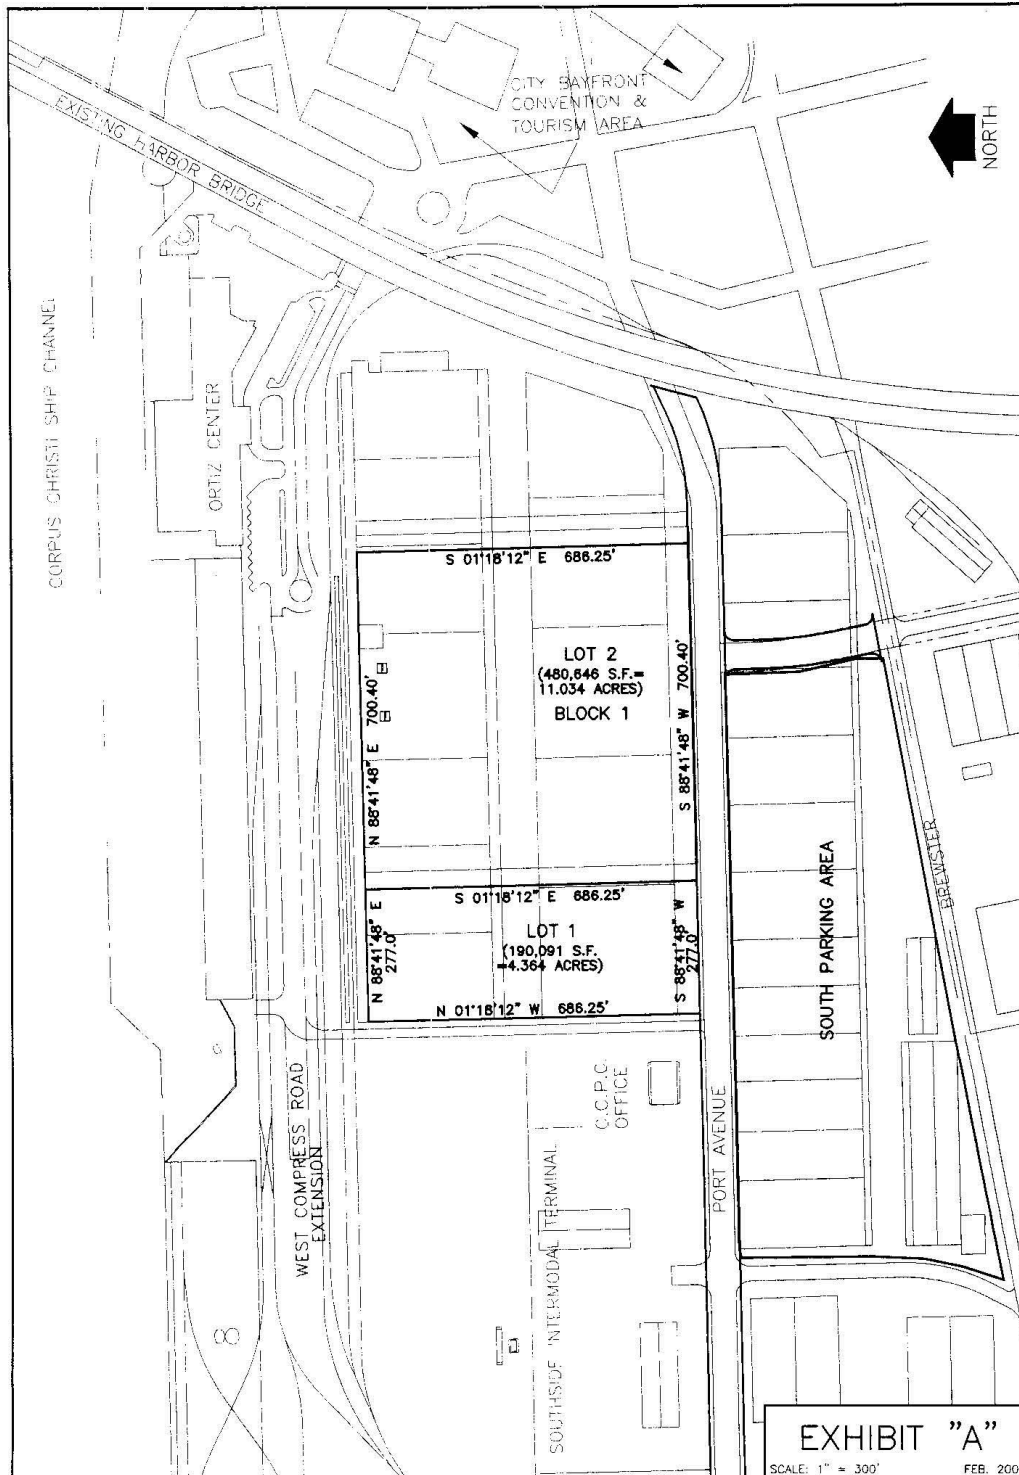 CITY BAYFRONT
CONVENTION &
TOURISM AREA
NORTH
EXISTING HARBOR BRIDGE
CORPUS CHRISTI SHIP CHANNEL
ORTIZ CENTER
S 01°18'12" E 686.25'
LOT 2
(480,646 S.F.=
11.034 ACRES)
BLOCK 1
N 88°41'48" E 700.40'
S 88°41'48" W 700.40'
S 01°18'12" E 686.25'
LOT 1
(190,091 S.F.
=4.364 ACRES)
N 88°41'48" E
277.0'
S 88°41'48" W
277.0'
N 01°18'12" W 686.25'
SOUTH PARKING AREA
BREWSTER
WEST COMPRESS ROAD
EXTENSION
C.C.P.C.
OFFICE
PORT AVENUE
SOUTHSIDE INTERMODAL TERMINAL
8
EXHIBIT "A"
SCALE: 1" = 300'
FEB. 200